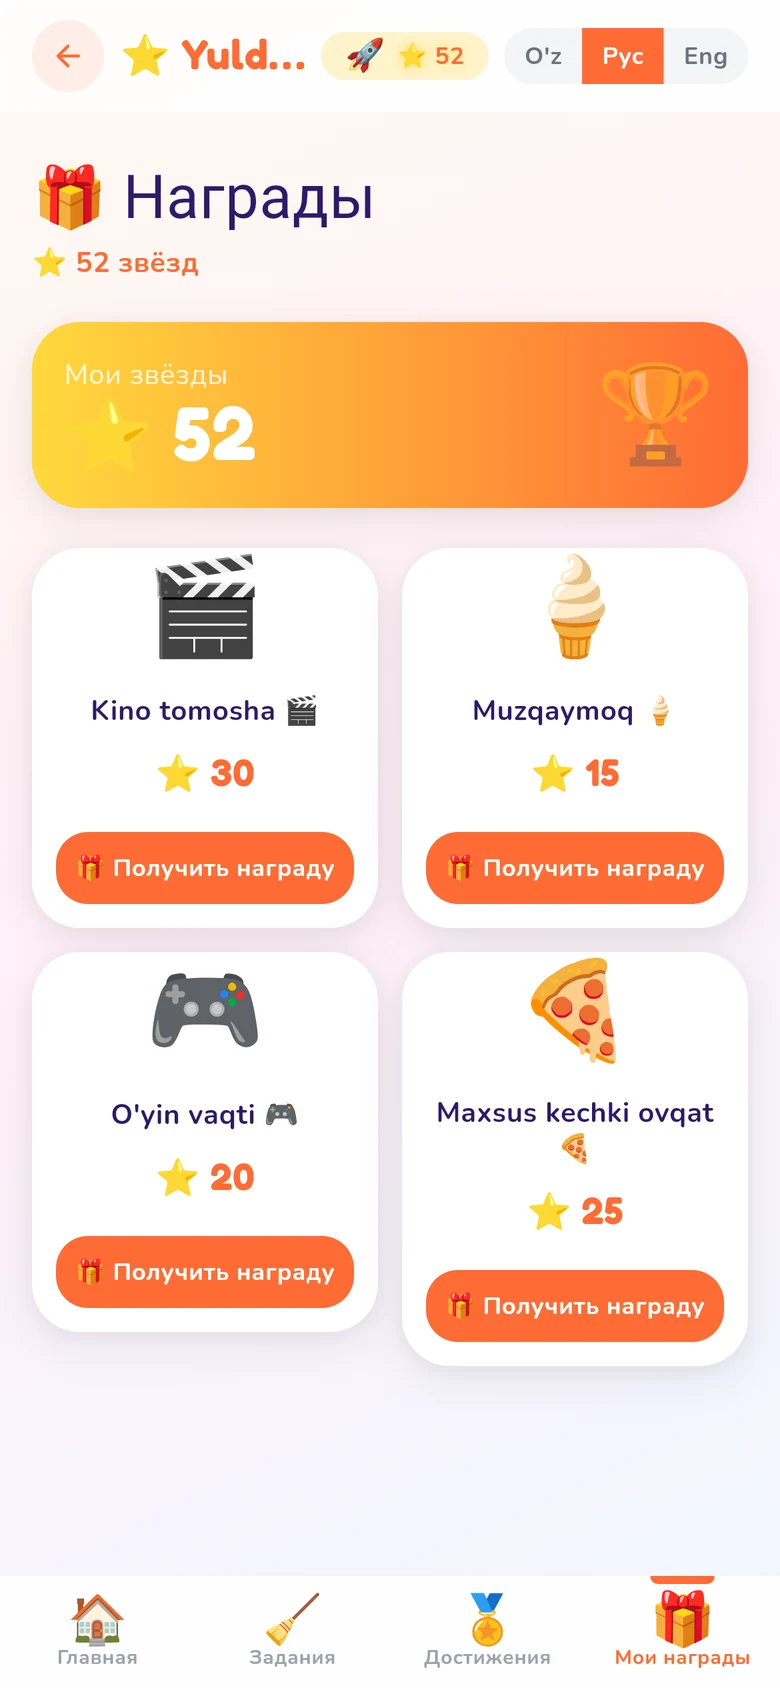 Yuld...
52
O'z
Рус
Eng
Награды
52 звёзд
Мои звёзды
52
Kino tomosha
30
Получить награду
Muzqaymoq
15
Получить награду
O'yin vaqti
20
Получить награду
Maxsus kechki ovqat
25
Получить награду
Главная
Задания
Достижения
Мои награды